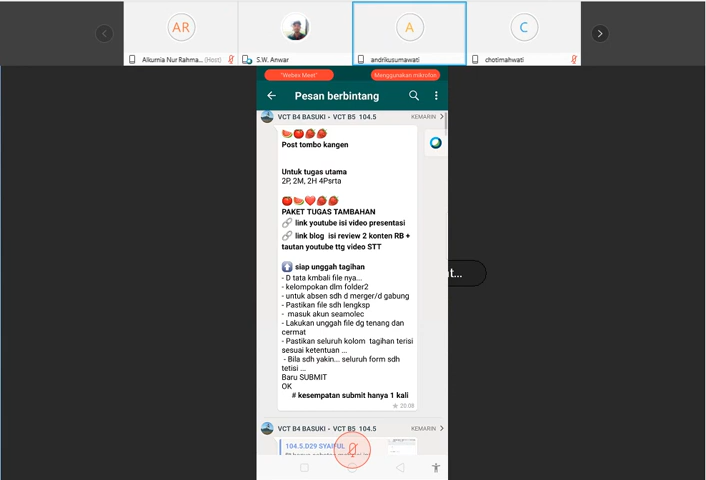 AR
A
C
Alkumia Nur Rahma... (Host)
S.W. Anwar
andrikusumawati
chotimahwati
"Webex Meet"
Menggunakan mikrofon
Pesan berbintang
VCT B4 BASUKI • VCT B5 104.5
KEMARIN
Post tombo kangen
Untuk tugas utama
2P, 2M, 2H 4Psrta
PAKET TUGAS TAMBAHAN
link youtube isi video presentasi
link blog isi review 2 konten RB +
tautan youtube ttg video STT
siap unggah tagihan
- D tata kmbali file nya...
- kelompokan dlm folder2
- untuk absen sdh d merger/d gabung
- Pastikan file sdh lengksp
- masuk akun seamolec
- Lakukan unggah file dg tenang dan
cermat
- Pastikan seluruh kolom tagihan terisi
sesuai ketentuan ...
- Bila sdh yakin... seluruh form sdh
tetisi ...
Baru SUBMIT
OK
# kesempatan submit hanya 1 kali
20.08
t...
VCT B4 BASUKI • VCT B5 104.5
KEMARIN
104.5.D29 SYAIFUL